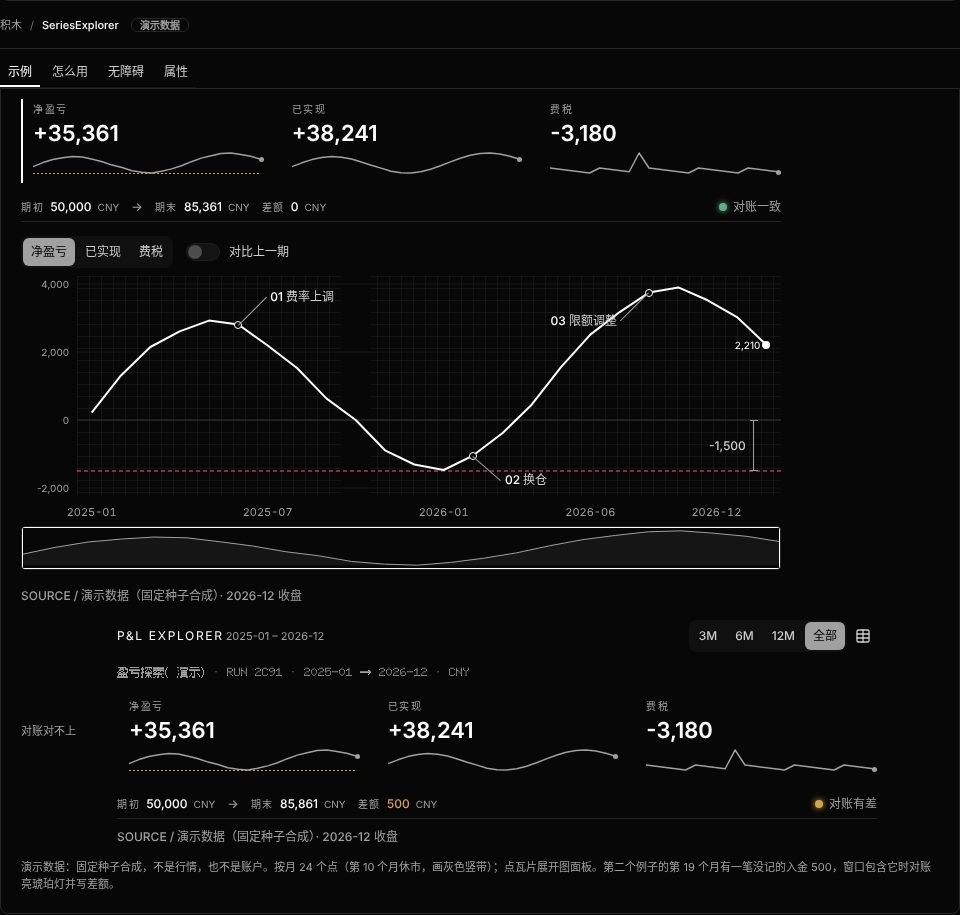 积木 / SeriesExplorer 演示数据
示例 怎么用 无障碍 属性
净盈亏 已实现 费税
+35,361 +38,241 -3,180
期初 50,000 CNY → 期末 85,361 CNY 差额 0 CNY 对账一致
净盈亏 已实现 费税 对比上一期
4,000
01 费率上调
03 限额调整
2,210
2,000
0
-1,500
02 换仓
-2,000
2025-01 2025-07 2026-01 2026-06 2026-12
SOURCE / 演示数据（固定种子合成）· 2026-12 收盘
P&L EXPLORER 2025-01 – 2026-12 3M 6M 12M 全部
盈亏探索( 演示) · RUN 2C91 · 2025-01 → 2026-12 · CNY
净盈亏 已实现 费税
对账对不上 +35,361 +38,241 -3,180
期初 50,000 CNY → 期末 85,861 CNY 差额 500 CNY 对账有差
SOURCE / 演示数据（固定种子合成）· 2026-12 收盘
演示数据：固定种子合成，不是行情，也不是账户。按月 24 个点（第 10 个月休市，画灰色竖带）；点瓦片展开图面板。第二个例子的第 19 个月有一笔没记的入金 500，窗口包含它时对账
亮琥珀灯并写差额。